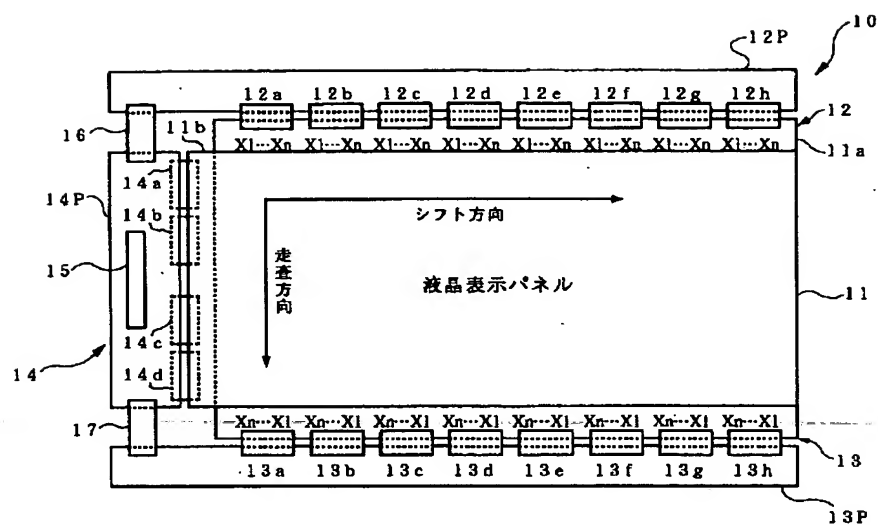 10
12P
12a 12b 12c 12d 12e 12f 12g 12h
12
16
11b
X1…Xn X1…Xn X1…Xn X1…Xn X1…Xn X1…Xn X1…Xn X1…Xn
11a
14a
14P
14b
シフト方向
15
走査方向
液晶表示パネル
11
14c
14
14d
17
Xn…X1 Xn…X1 Xn…X1 Xn…X1 Xn…X1 Xn…X1 Xn…X1 Xn…X1
13
13a 13b 13c 13d 13e 13f 13g 13h
13P